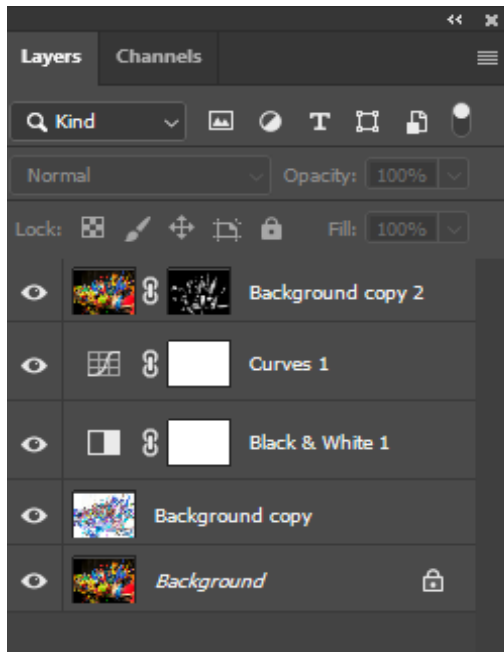 Layers Channels
Kind T
Normal Opacity: 100%
Lock: Fill: 100%
Background copy 2
Curves 1
Black & White 1
Background copy
Background